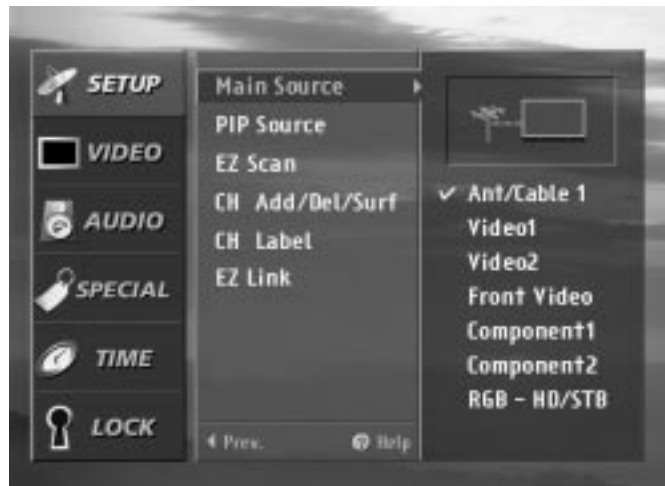 SETUP
VIDEO
AUDIO
SPECIAL
TIME
LOCK
Main Source
PIP Source
EZ Scan
CH Add/Del/Surf
CH Label
EZ Link
Prev.
Help
Ant/Cable 1
Video1
Video2
Front Video
Component1
Component2
RGB - HD/STB